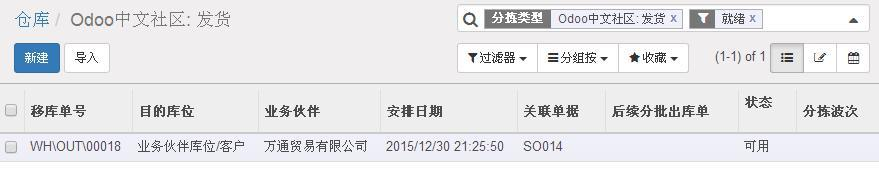 仓库 / Odoo中文社区: 发货
分拣类型 Odoo中文社区: 发货 x 就绪 x
新建 导入
过滤器 分组按 收藏 (1-1) of 1
移库单号 目的库位 业务伙伴 安排日期 关联单据 后续分批出库单 状态 分拣波次
WH\OUT\00018 业务伙伴库位/客户 万通贸易有限公司 2015/12/30 21:25:50 SO014 可用